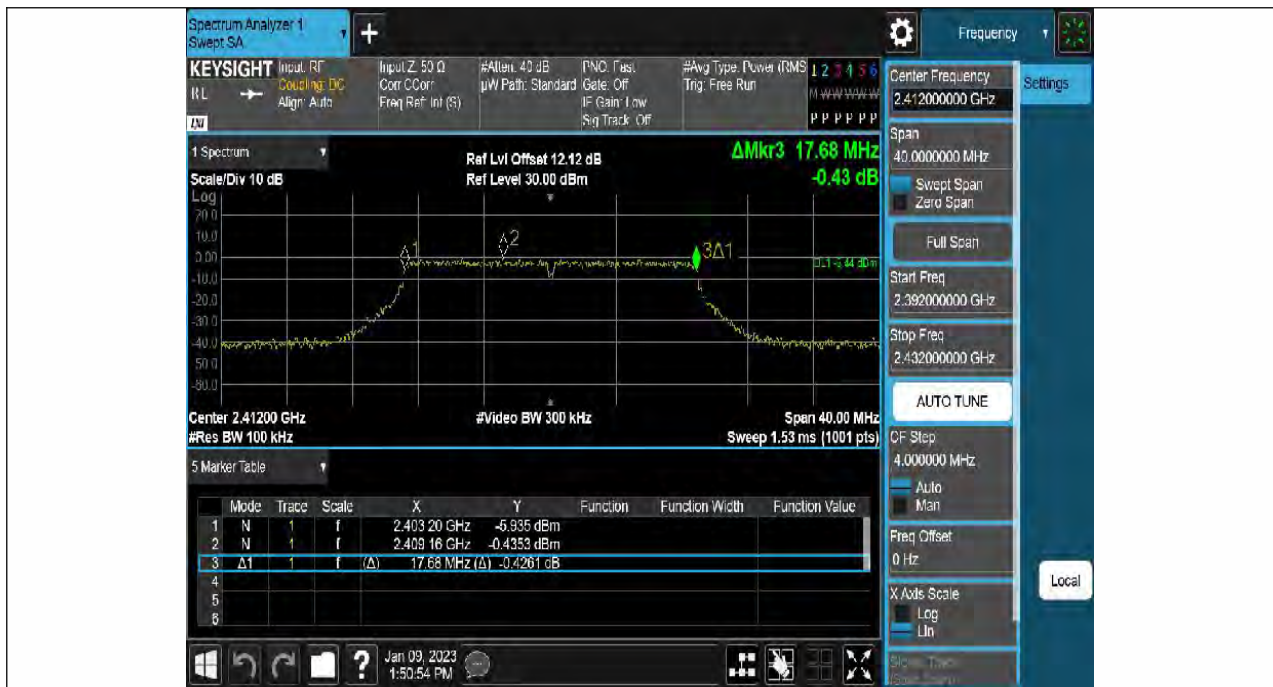 Spectrum Analyzer 1
Swept SA
Frequency
KEYSIGHT Input: RF
Coupling: DC
Align: Auto
RL
LXI
Input Z: 50 Ω
Corr CCorr
Freq Ref: Int (S)
#Atten: 40 dB
µW Path: Standard
PNO: Fast
Gate: Off
IF Gain: Low
Sig Track: Off
#Avg Type: Power (RMS
Trig: Free Run
1 2 3 4 5 6
M W W W W W
P P P P P P
1 Spectrum
Scale/Div 10 dB
Log
Ref Lvl Offset 12.12 dB
Ref Level 30.00 dBm
ΔMkr3 17.68 MHz
-0.43 dB
20.0
10.0
0.00
-10.0
-20.0
-30.0
-40.0
-50.0
-60.0
1
2
3Δ1
Center 2.41200 GHz
#Res BW 100 kHz
#Video BW 300 kHz
Span 40.00 MHz
Sweep 1.53 ms (1001 pts)
5 Marker Table
Mode Trace Scale X Y Function Function Width Function Value
1 N 1 f 2.403 20 GHz -5.935 dBm
2 N 1 f 2.409 16 GHz -0.4353 dBm
3 Δ1 1 f (Δ) 17.68 MHz (Δ) -0.4261 dB
4
5
6
Jan 09, 2023
1:50:54 PM
Center Frequency
2.412000000 GHz
Span
40.0000000 MHz
Swept Span
Zero Span
Full Span
Start Freq
2.392000000 GHz
Stop Freq
2.432000000 GHz
AUTO TUNE
CF Step
4.000000 MHz
Auto
Man
Freq Offset
0 Hz
X Axis Scale
Log
Lin
Settings
Local